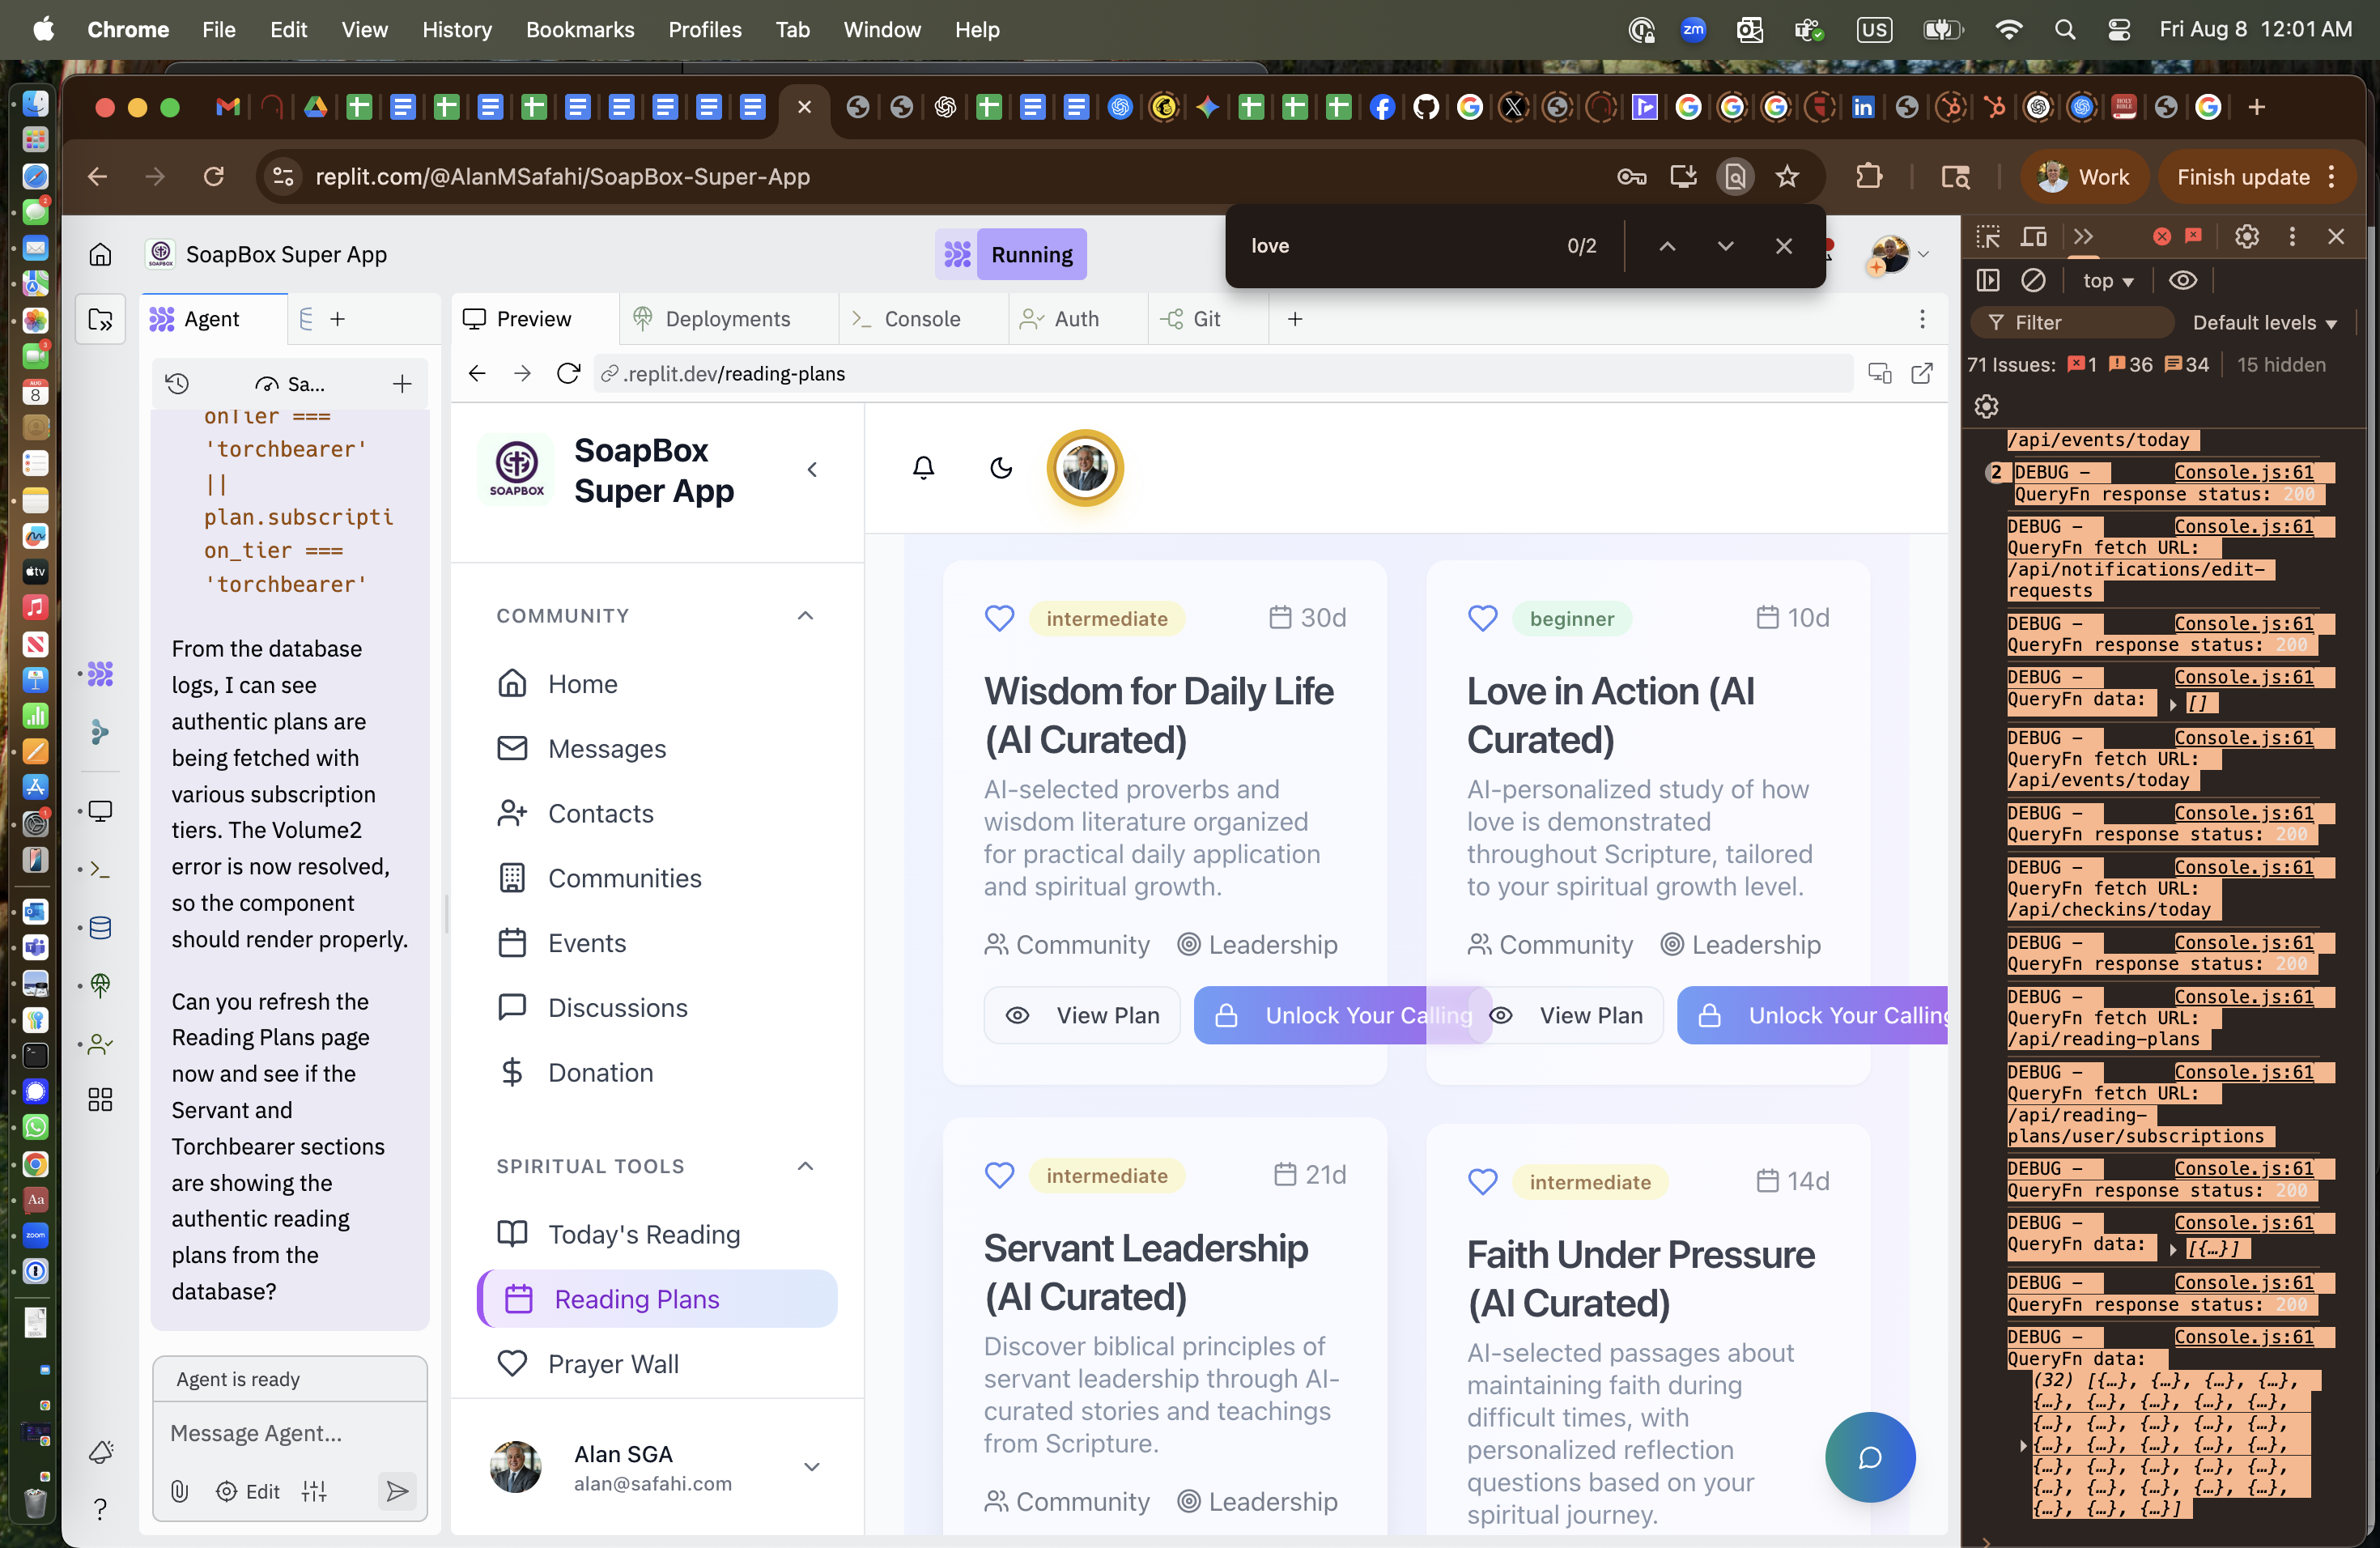 Chrome File Edit View History Bookmarks Profiles Tab Window Help
zm US Fri Aug 8 12:01 AM
replit.com/@AlanMSafahi/SoapBox-Super-App
Work
Finish update
SoapBox Super App
Running
love 0/2
Agent
Preview
Deployments
Console
Auth
Git
Sa...
.replit.dev/reading-plans
onTier ===
'torchbearer'
||
plan.subscripti
on_tier ===
'torchbearer'
From the database
logs, I can see
authentic plans are
being fetched with
various subscription
tiers. The Volume2
error is now resolved,
so the component
should render properly.
Can you refresh the
Reading Plans page
now and see if the
Servant and
Torchbearer sections
are showing the
authentic reading
plans from the
database?
Agent is ready
Message Agent...
Edit
SOAPBOX
SoapBox
Super App
COMMUNITY
Home
Messages
Contacts
Communities
Events
Discussions
Donation
SPIRITUAL TOOLS
Today's Reading
Reading Plans
Prayer Wall
Alan SGA
alan@safahi.com
intermediate 30d
Wisdom for Daily Life
(AI Curated)
AI-selected proverbs and
wisdom literature organized
for practical daily application
and spiritual growth.
Community Leadership
View Plan Unlock Your Calling
beginner 10d
Love in Action (AI
Curated)
AI-personalized study of how
love is demonstrated
throughout Scripture, tailored
to your spiritual growth level.
Community Leadership
View Plan Unlock Your Calling
intermediate 21d
Servant Leadership
(AI Curated)
Discover biblical principles of
servant leadership through AI-
curated stories and teachings
from Scripture.
Community Leadership
intermediate 14d
Faith Under Pressure
(AI Curated)
AI-selected passages about
maintaining faith during
difficult times, with
personalized reflection
questions based on your
spiritual journey.
top
Filter
Default levels
71 Issues: 1 36 34 15 hidden
/api/events/today
2 DEBUG - Console.js:61
QueryFn response status: 200
DEBUG - Console.js:61
QueryFn fetch URL:
/api/notifications/edit-
requests
DEBUG - Console.js:61
QueryFn response status: 200
DEBUG - Console.js:61
QueryFn data: []
DEBUG - Console.js:61
QueryFn fetch URL:
/api/events/today
DEBUG - Console.js:61
QueryFn response status: 200
DEBUG - Console.js:61
QueryFn fetch URL:
/api/checkins/today
DEBUG - Console.js:61
QueryFn response status: 200
DEBUG - Console.js:61
QueryFn fetch URL:
/api/reading-plans
DEBUG - Console.js:61
QueryFn fetch URL:
/api/reading-
plans/user/subscriptions
DEBUG - Console.js:61
QueryFn response status: 200
DEBUG - Console.js:61
QueryFn data: [{…}]
DEBUG - Console.js:61
QueryFn response status: 200
DEBUG - Console.js:61
QueryFn data:
(32) [{…}, {…}, {…}, {…},
{…}, {…}, {…}, {…}, {…},
{…}, {…}, {…}, {…}, {…},
{…}, {…}, {…}, {…}, {…},
{…}, {…}, {…}, {…}, {…},
{…}, {…}, {…}, {…}, {…},
{…}, {…}, {…}]